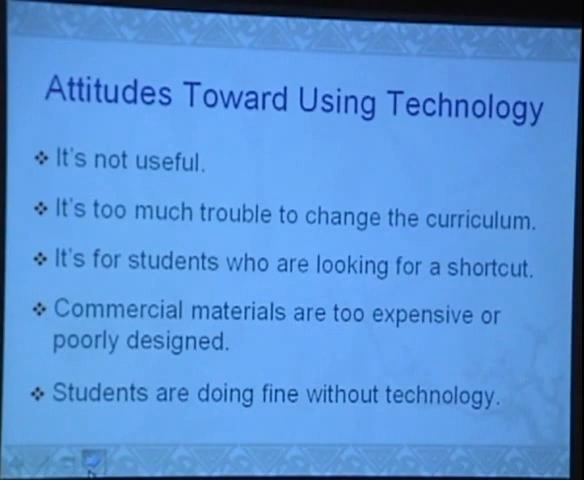 Attitudes Toward Using Technology
❖ It's not useful.
❖ It's too much trouble to change the curriculum.
❖ It's for students who are looking for a shortcut.
❖ Commercial materials are too expensive or
poorly designed.
❖ Students are doing fine without technology.